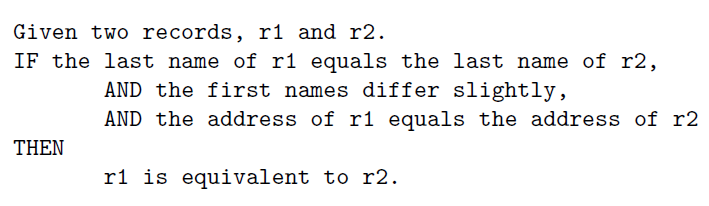 Given two records, r1 and r2.
IF the last name of r1 equals the last name of r2,
AND the first names differ slightly,
AND the address of r1 equals the address of r2
THEN
r1 is equivalent to r2.